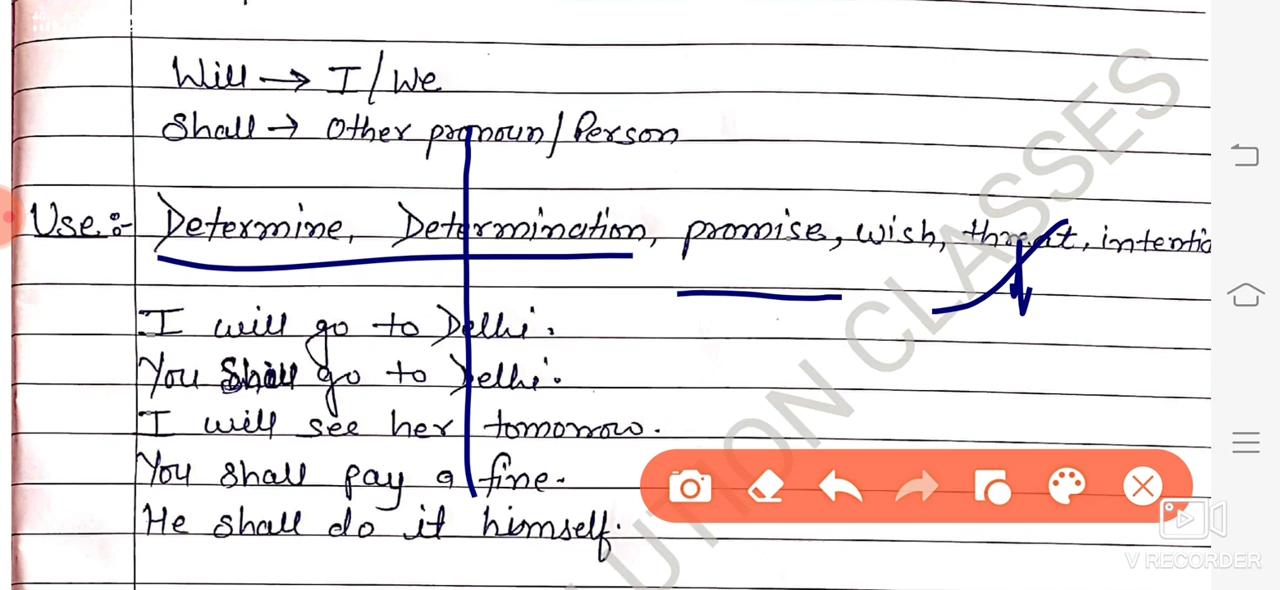 Will → I/We
Shall → Other pronoun/Person
Use:- Determine, Determination, promise, wish, threat, intentio
I will go to Delhi.
You Shall go to Delhi.
I will see her tomorrow.
You shall pay a fine.
He shall do it himself.
UTION CLASSES
V RECORDER